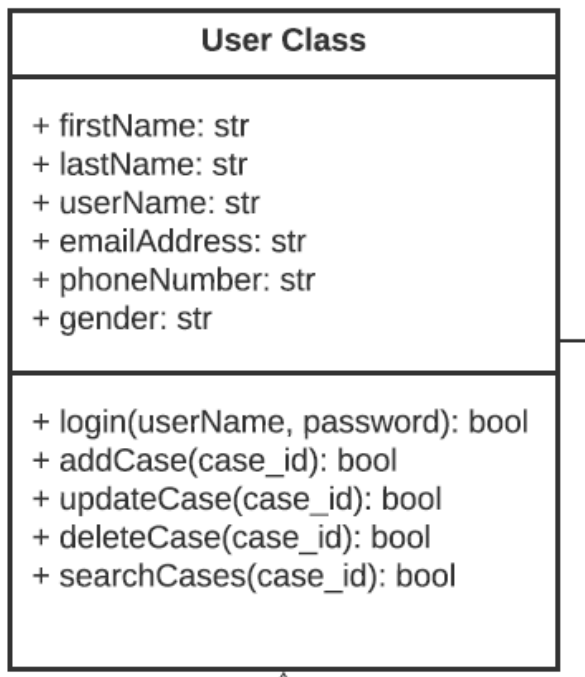 User Class
+ firstName: str
+ lastName: str
+ userName: str
+ emailAddress: str
+ phoneNumber: str
+ gender: str
+ login(userName, password): bool
+ addCase(case_id): bool
+ updateCase(case_id): bool
+ deleteCase(case_id): bool
+ searchCases(case_id): bool